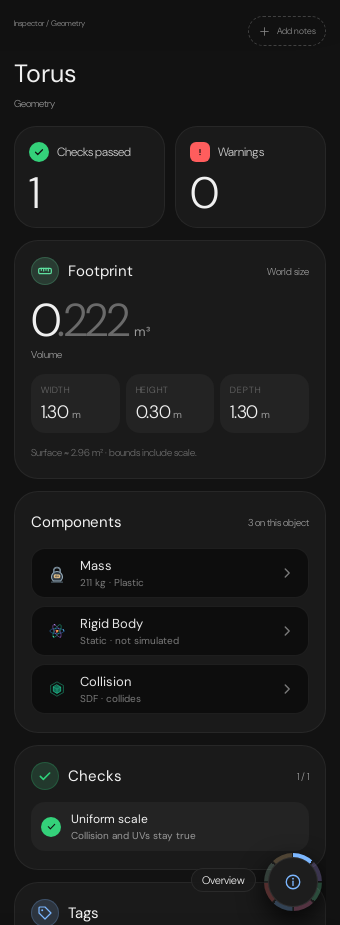 Inspector / Geometry
Add notes
Torus
Geometry
Checks passed
1
Warnings
0
Footprint
World size
0.222 m³
Volume
WIDTH
1.30 m
HEIGHT
0.30 m
DEPTH
1.30 m
Surface ≈ 2.96 m² · bounds include scale.
Components
3 on this object
Mass
211 kg · Plastic
Rigid Body
Static · not simulated
Collision
SDF · collides
Checks
1 / 1
Uniform scale
Collision and UVs stay true
Overview
Tags